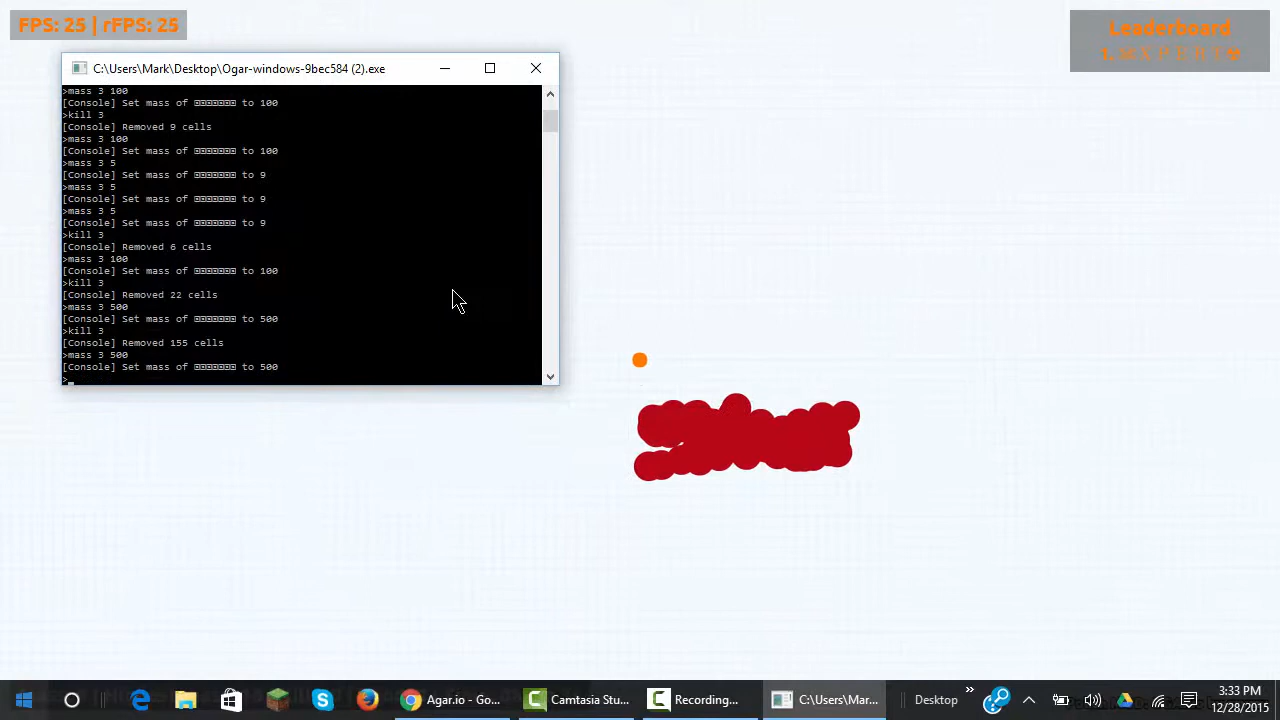 FPS: 25 | rFPS: 25
Leaderboard
C:\Users\Mark\Desktop\Ogar-windows-9bec584 (2).exe
>mass 3 100
[Console] Set mass of to 100
>kill 3
[Console] Removed 9 cells
>mass 3 100
[Console] Set mass of to 100
>mass 3 5
[Console] Set mass of to 9
>mass 3 5
[Console] Set mass of to 9
>mass 3 5
[Console] Set mass of to 9
>kill 3
[Console] Removed 6 cells
>mass 3 100
[Console] Set mass of to 100
>kill 3
[Console] Removed 22 cells
>mass 3 500
[Console] Set mass of to 500
>kill 3
[Console] Removed 155 cells
>mass 3 500
[Console] Set mass of to 500
>
Agar.io - Go...
Camtasia Stu...
Recording...
C:\Users\Mar...
Desktop
3:33 PM
12/28/2015